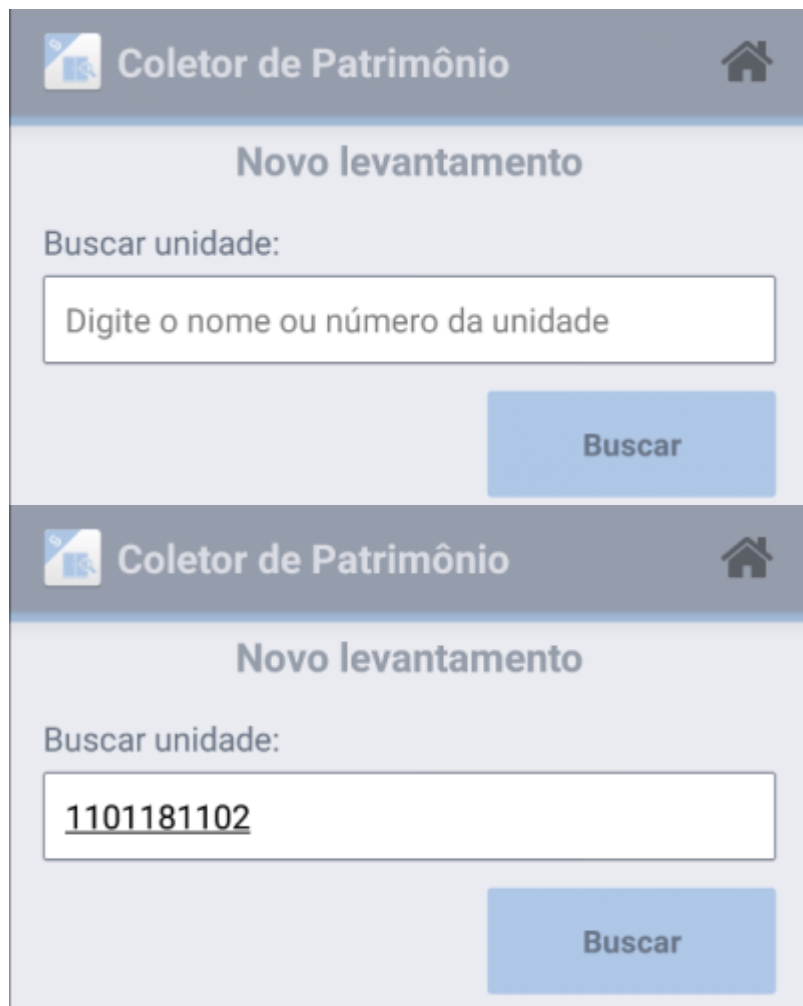 Coletor de Patrimônio
Novo levantamento
Buscar unidade:
Digite o nome ou número da unidade
Buscar
Coletor de Patrimônio
Novo levantamento
Buscar unidade:
1101181102
Buscar